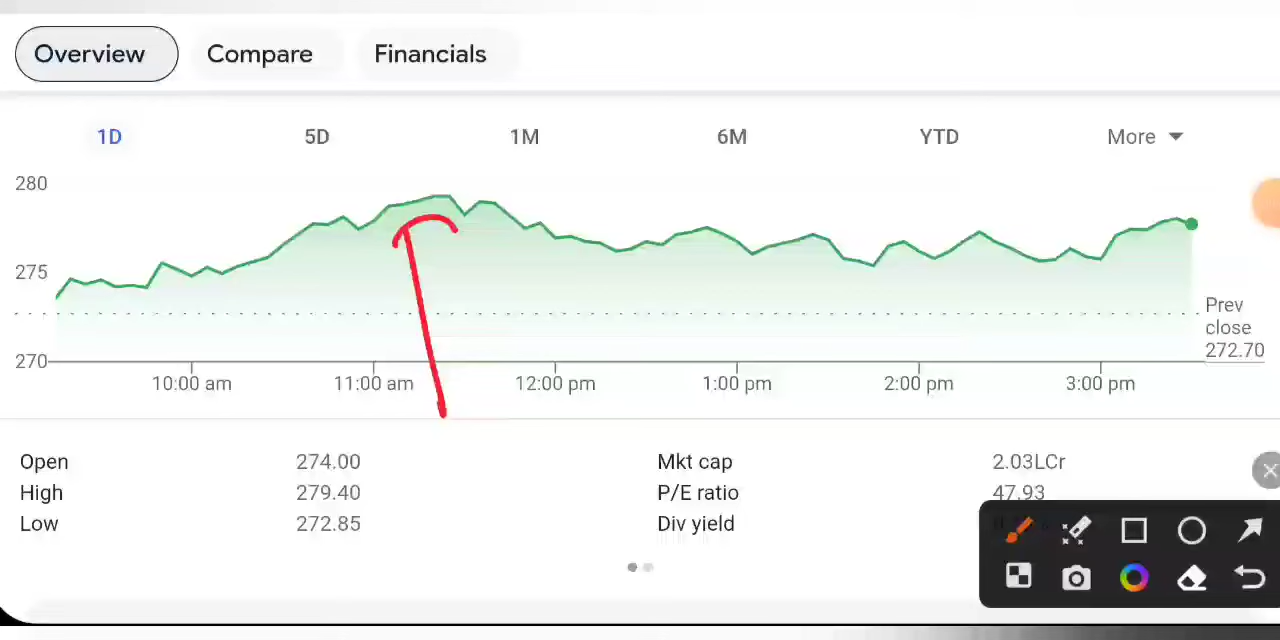 Overview Compare Financials
1D 5D 1M 6M YTD More
280
275
270
Prev
close
272.70
10:00 am 11:00 am 12:00 pm 1:00 pm 2:00 pm 3:00 pm
Open 274.00 Mkt cap 2.03LCr
High 279.40 P/E ratio 47.93
Low 272.85 Div yield